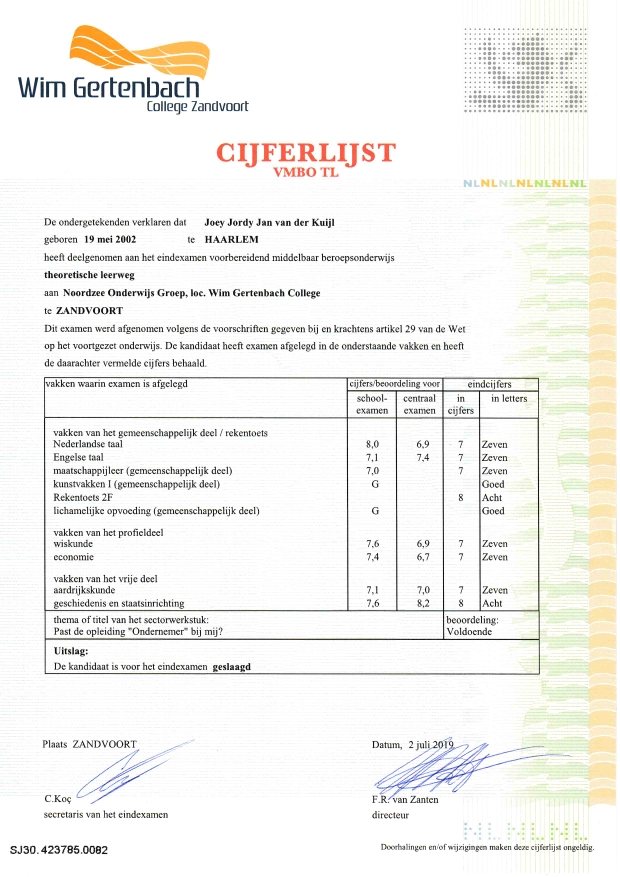 Wim Gertenbach
College Zandvoort
CIJFERLIJST
VMBO TL
NLNLNLNLNLNLNL
De ondergetekenden verklaren dat Joey Jordy Jan van der Kuijl
geboren 19 mei 2002 te HAARLEM
heeft deelgenomen aan het eindexamen voorbereidend middelbaar beroepsonderwijs
theoretische leerweg
aan Noordzee Onderwijs Groep, loc. Wim Gertenbach College
te ZANDVOORT
Dit examen werd afgenomen volgens de voorschriften gegeven bij en krachtens artikel 29 van de Wet
op het voortgezet onderwijs. De kandidaat heeft examen afgelegd in de onderstaande vakken en heeft
de daarachter vermelde cijfers behaald.
vakken waarin examen is afgelegd cijfers/beoordeling voor eindcijfers
school- centraal in in letters
examen examen cijfers
vakken van het gemeenschappelijk deel / rekentoets
Nederlandse taal 8,0 6,9 7 Zeven
Engelse taal 7,1 7,4 7 Zeven
maatschappijleer (gemeenschappelijk deel) 7,0 7 Zeven
kunstvakken I (gemeenschappelijk deel) G Goed
Rekentoets 2F 8 Acht
lichamelijke opvoeding (gemeenschappelijk deel) G Goed
vakken van het profieldeel
wiskunde 7,6 6,9 7 Zeven
economie 7,4 6,7 7 Zeven
vakken van het vrije deel
aardrijkskunde 7,1 7,0 7 Zeven
geschiedenis en staatsinrichting 7,6 8,2 8 Acht
thema of titel van het sectorwerkstuk: beoordeling:
Past de opleiding "Ondernemer" bij mij? Voldoende
Uitslag:
De kandidaat is voor het eindexamen geslaagd
Plaats ZANDVOORT Datum, 2 juli 2019
C.Koç F.R. van Zanten
secretaris van het eindexamen directeur
NL NL NL
SJ30.423785.0082 Doorhalingen en/of wijzigingen maken deze cijferlijst ongeldig.